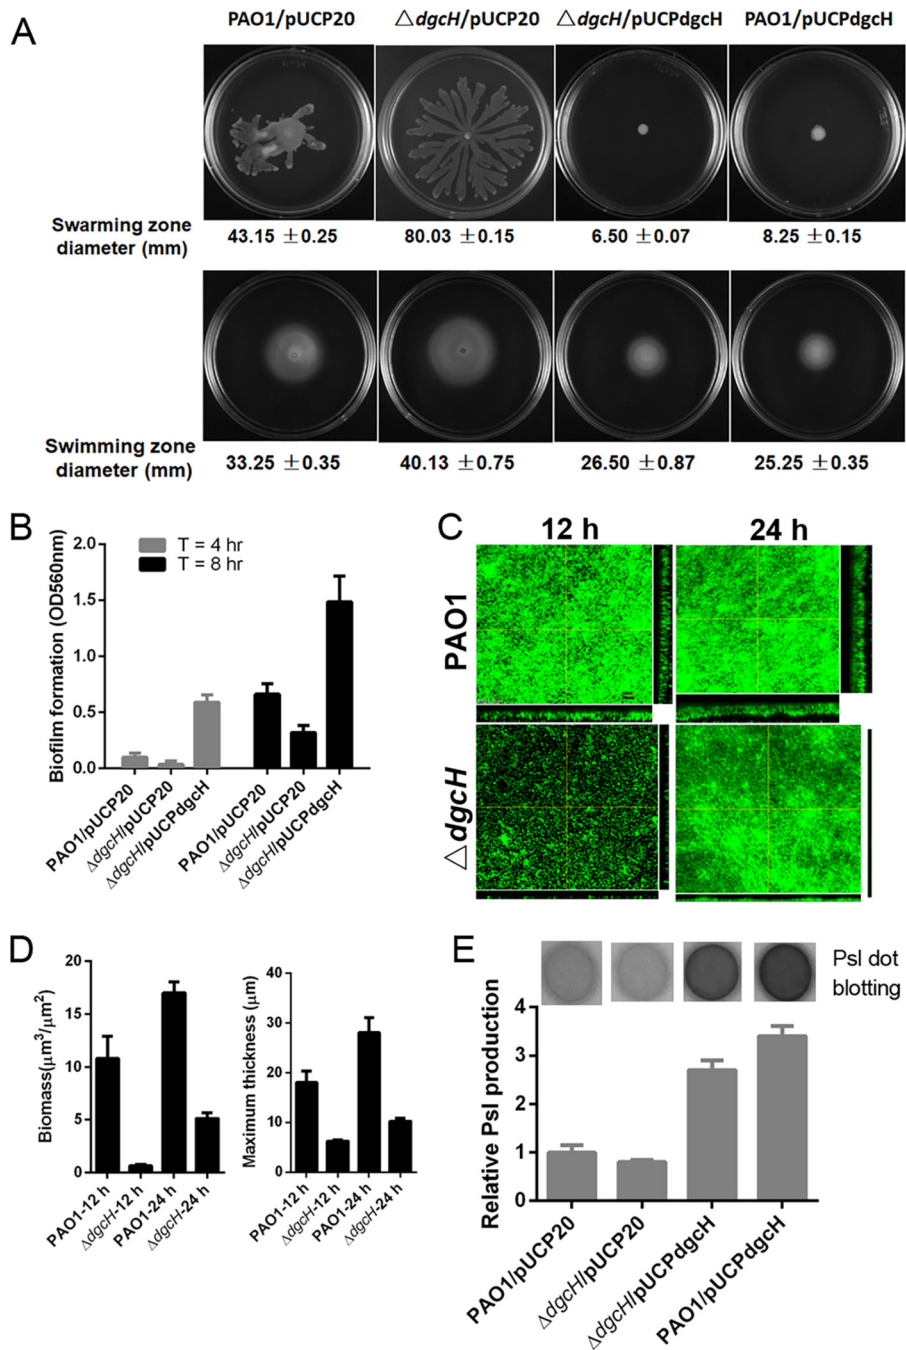 A
PAO1/pUCP20
△dgcH/pUCP20
△dgcH/pUCPdgcH
PAO1/pUCPdgcH
Swarming zone
diameter (mm)
43.15 ±0.25
80.03 ±0.15
6.50 ±0.07
8.25 ±0.15
Swimming zone
diameter (mm)
33.25 ±0.35
40.13 ±0.75
26.50 ±0.87
25.25 ±0.35
B
Biofilm formation (OD560nm)
2.0
1.5
1.0
0.5
0.0
T = 4 hr
T = 8 hr
PAO1/pUCP20
ΔdgcH/pUCP20
ΔdgcH/pUCPdgcH
PAO1/pUCP20
ΔdgcH/pUCP20
ΔdgcH/pUCPdgcH
C
12 h
24 h
PAO1
△dgcH
D
Biomass(μm³/μm²)
20
15
10
5
0
PAO1-12 h
ΔdgcH-12 h
PAO1-24 h
ΔdgcH-24 h
Maximum thickness (μm)
40
30
20
10
0
PAO1-12 h
ΔdgcH-12 h
PAO1-24 h
ΔdgcH-24 h
E
Psl dot
blotting
Relative Psl production
4
3
2
1
0
PAO1/pUCP20
ΔdgcH/pUCP20
ΔdgcH/pUCPdgcH
PAO1/pUCPdgcH